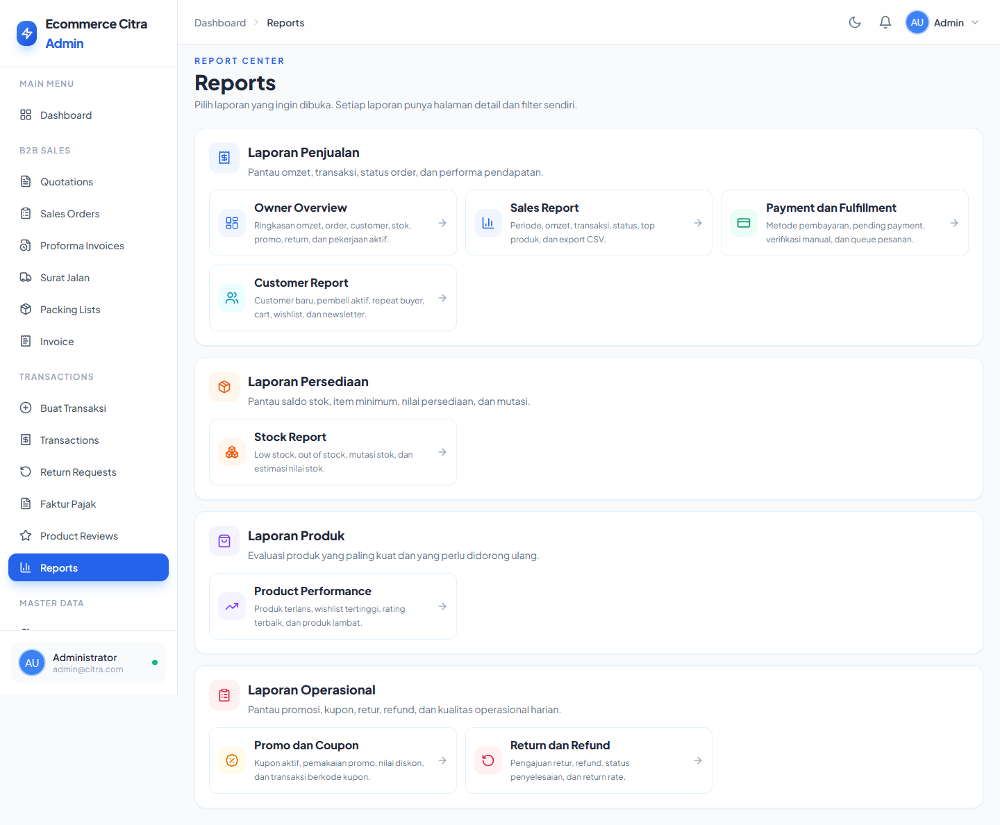 Ecommerce Citra
Admin
MAIN MENU
Dashboard
B2B SALES
Quotations
Sales Orders
Proforma Invoices
Surat Jalan
Packing Lists
Invoice
TRANSACTIONS
Buat Transaksi
Transactions
Return Requests
Faktur Pajak
Product Reviews
Reports
MASTER DATA
AU
Administrator
admin@citra.com
Dashboard
Reports
AU
Admin
REPORT CENTER
Reports
Pilih laporan yang ingin dibuka. Setiap laporan punya halaman detail dan filter sendiri.
Laporan Penjualan
Pantau omzet, transaksi, status order, dan performa pendapatan.
Owner Overview
Ringkasan omzet, order, customer, stok,
promo, return, dan pekerjaan aktif.
Sales Report
Periode, omzet, transaksi, status, top
produk, dan export CSV.
Payment dan Fulfillment
Metode pembayaran, pending payment,
verifikasi manual, dan queue pesanan.
Customer Report
Customer baru, pembeli aktif, repeat buyer,
cart, wishlist, dan newsletter.
Laporan Persediaan
Pantau saldo stok, item minimum, nilai persediaan, dan mutasi.
Stock Report
Low stock, out of stock, mutasi stok, dan
estimasi nilai stok.
Laporan Produk
Evaluasi produk yang paling kuat dan yang perlu didorong ulang.
Product Performance
Produk terlaris, wishlist tertinggi, rating
terbaik, dan produk lambat.
Laporan Operasional
Pantau promosi, kupon, retur, refund, dan kualitas operasional harian.
Promo dan Coupon
Kupon aktif, pemakaian promo, nilai diskon,
dan transaksi berkode kupon.
Return dan Refund
Pengajuan retur, refund, status
penyelesaian, dan return rate.